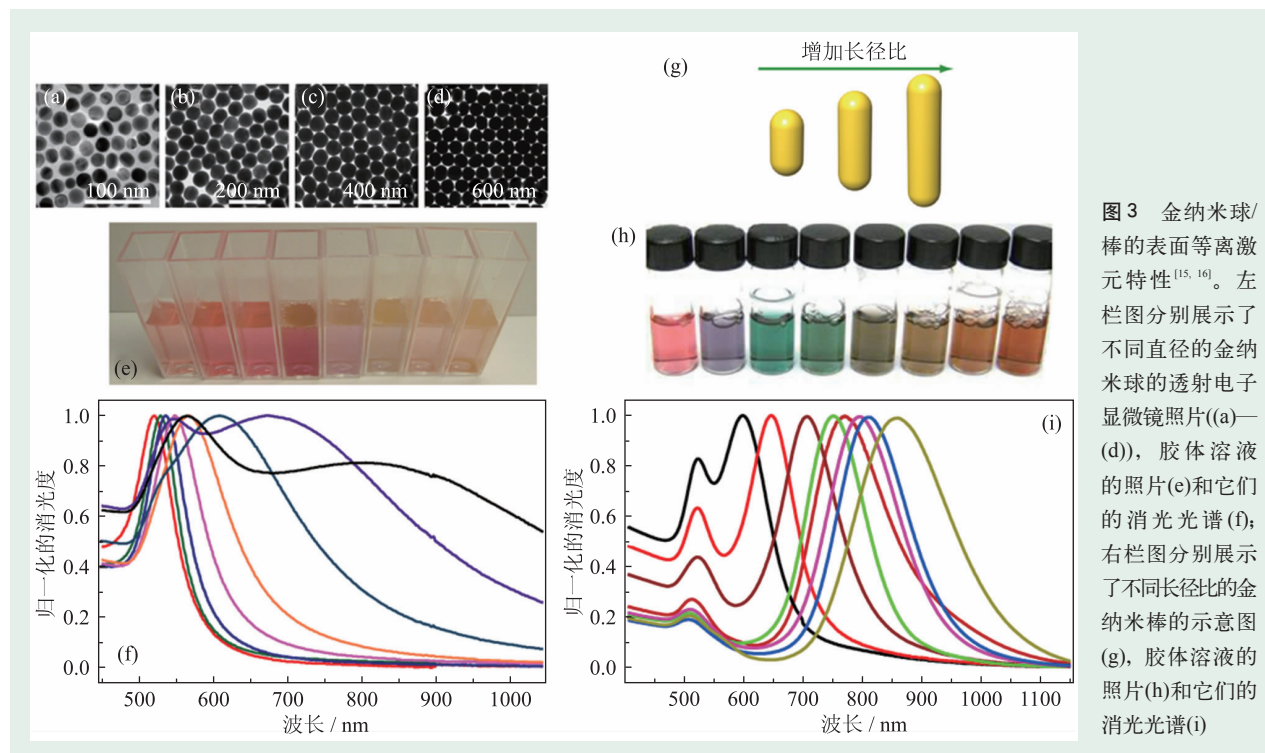 (a)
(b)
(c)
(d)
100 nm
200 nm
400 nm
600 nm
(e)
(g)
增加长径比
(h)
归一化的消光度
1.0
0.8
0.6
0.4
0.2
0.0
(f)
500
600
700
800
900
1000
波长 / nm
归一化的消光度
1.0
0.8
0.6
0.4
0.2
0.0
(i)
500
600
700
800
900
1000
1100
波长 / nm
图 3 金纳米球/
棒的表面等离激
元特性[15, 16]。左
栏图分别展示了
不同直径的金纳
米球的透射电子
显微镜照片((a)—
(d)),胶体溶液
的照片(e)和它们
的消光光谱(f);
右栏图分别展示
了不同长径比的金
纳米棒的示意图
(g),胶体溶液的
照片(h)和它们的
消光光谱(i)